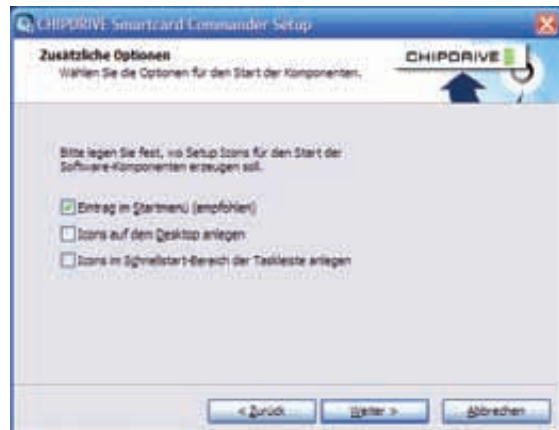 CHIPDRIVE Smartcard Commander Setup
Zusätzliche Optionen
Wählen Sie die Optionen für den Start der Komponenten.
CHIPDRIVE
Bitte legen Sie fest, wo Setup Icons für den Start der
Software-Komponenten erzeugen soll.
Eintrag im Startmenü (empfohlen)
Icons auf den Desktop anlegen
Icons im Schnellstart-Bereich der Taskleiste anlegen
< Zurück
Weiter >
Abbrechen